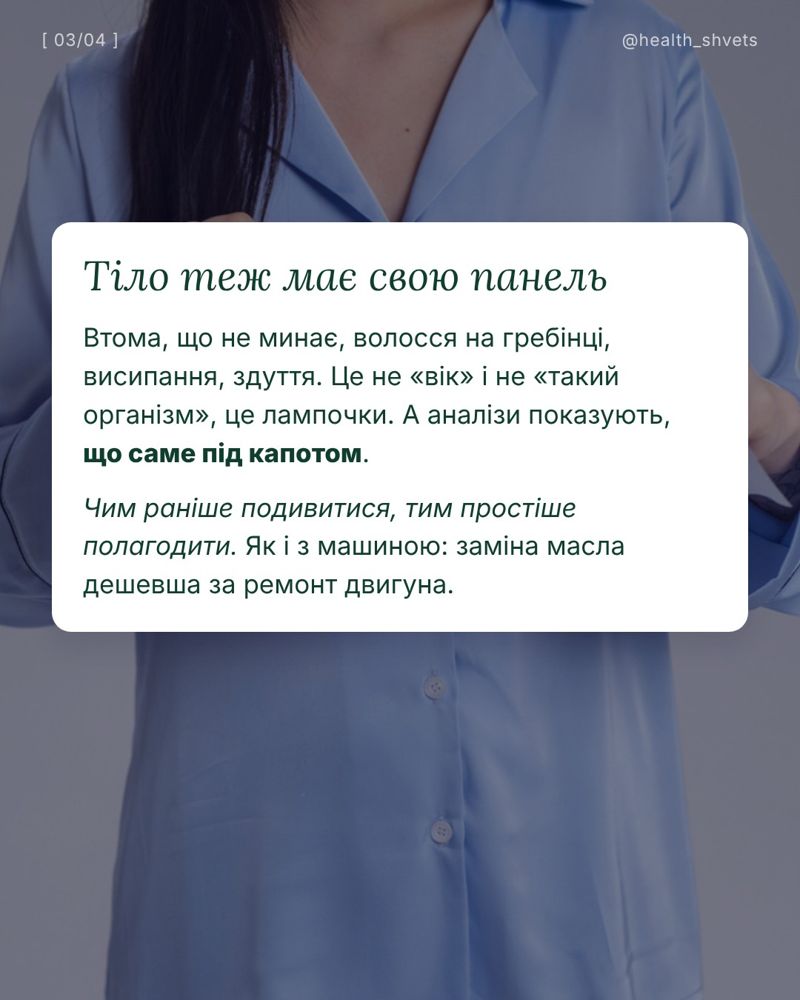 [ 03/04 ]
@health_shvets
Тіло теж має свою панель
Втома, що не минає, волосся на гребінці,
висипання, здуття. Це не «вік» і не «такий
організм», це лампочки. А аналізи показують,
що саме під капотом.
Чим раніше подивитися, тим простіше
полагодити. Як і з машиною: заміна масла
дешевша за ремонт двигуна.